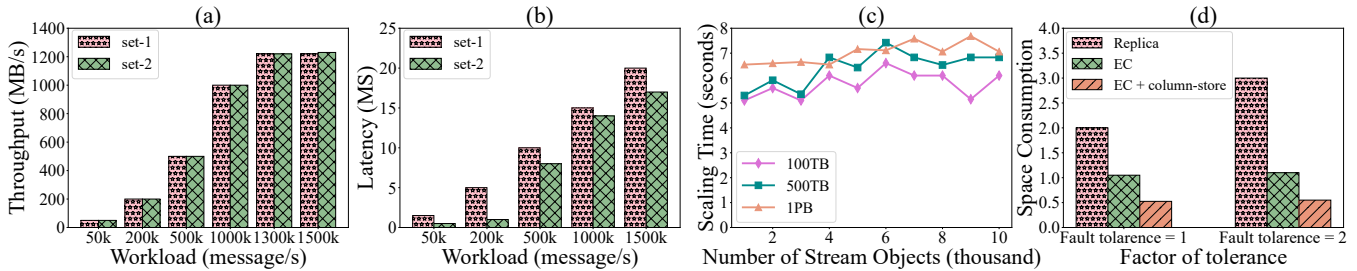 (a)
1400
1200
1000
800
600
400
200
0
Throughput (MB/s)
set-1
set-2
50k 200k 500k 1000k 1300k 1500k
Workload (message/s)
(b)
25
20
15
10
5
0
Latency (MS)
set-1
set-2
50k 200k 500k 1000k 1500k
Workload (message/s)
(c)
8
7
6
5
4
3
2
1
0
Scaling Time (seconds)
100TB
500TB
1PB
2 4 6 8 10
Number of Stream Objects (thousand)
(d)
4.0
3.5
3.0
2.5
2.0
1.5
1.0
0.5
0.0
Space Consumption
Replica
EC
EC + column-store
Fault tolarence = 1 Fault tolarence = 2
Factor of tolerance